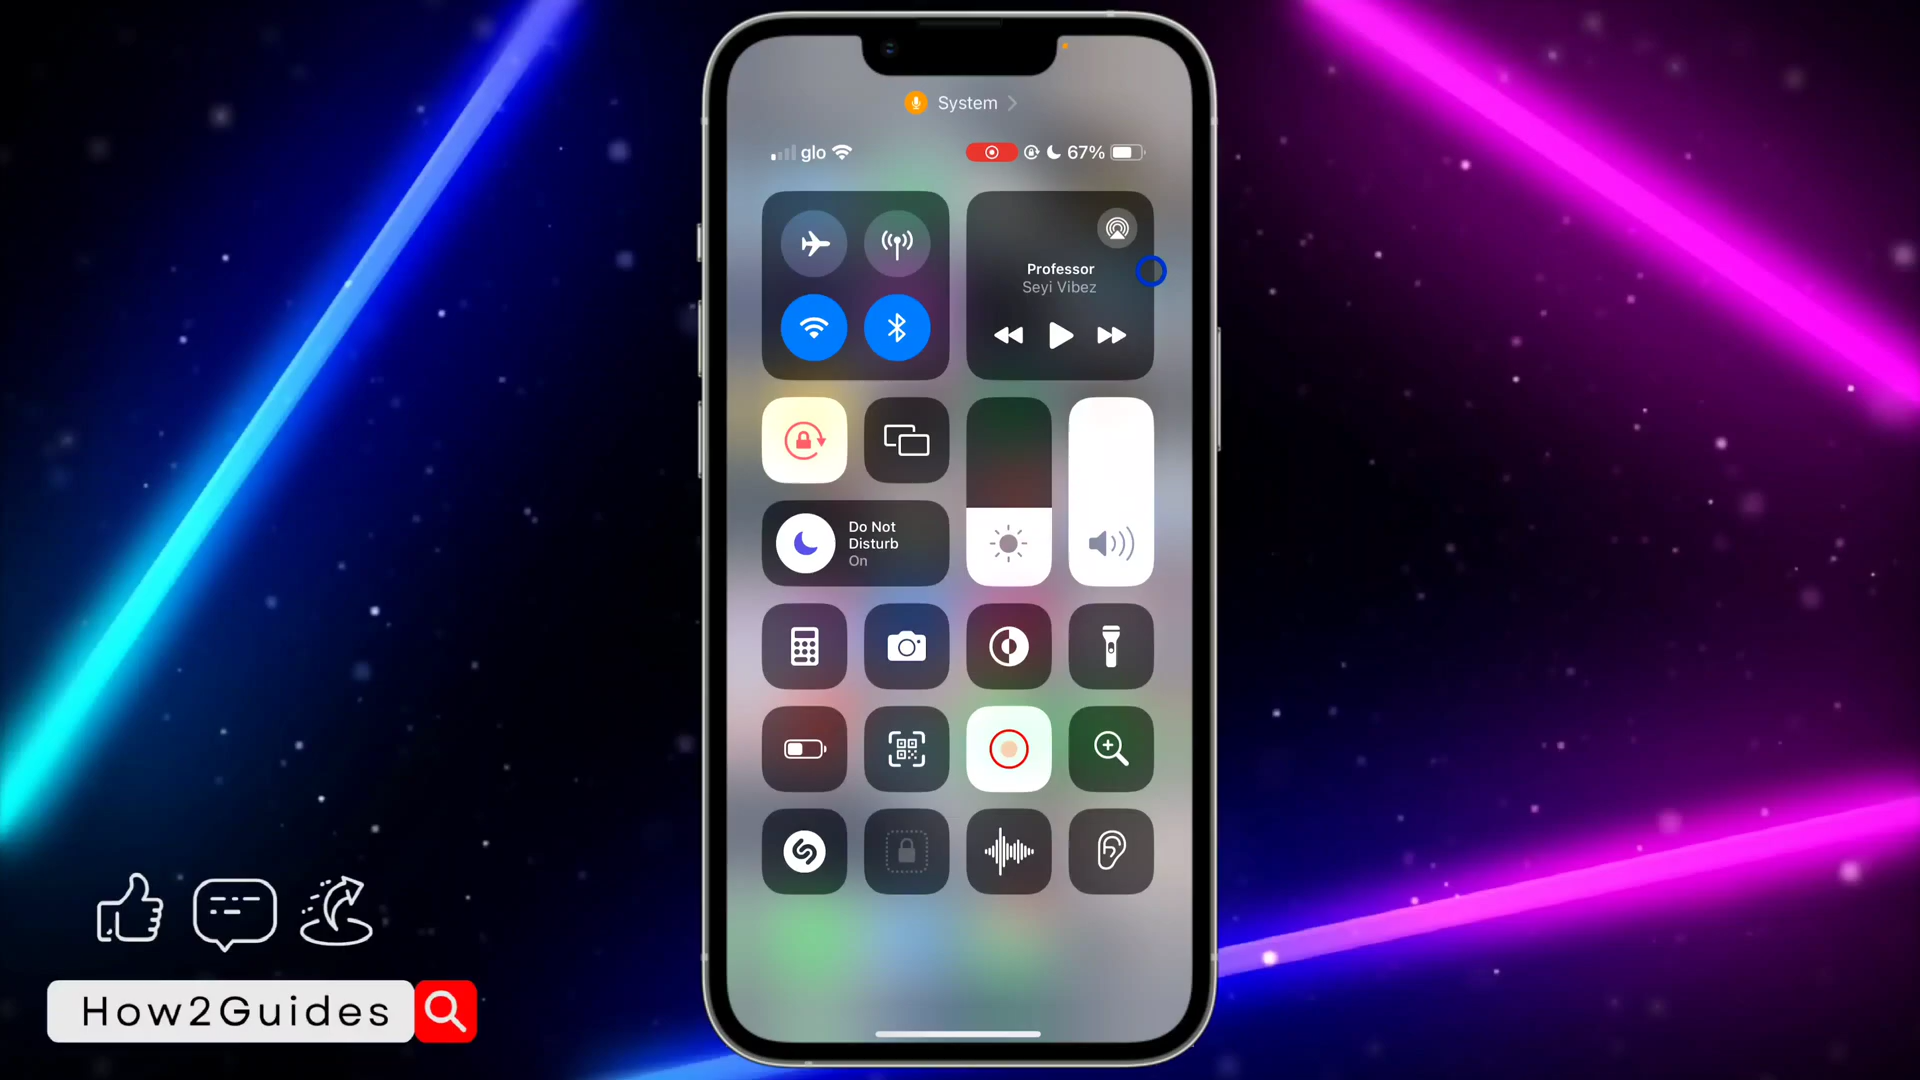 System
glo
67%
Professor
Seyi Vibez
Do Not
Disturb
On
How2Guides